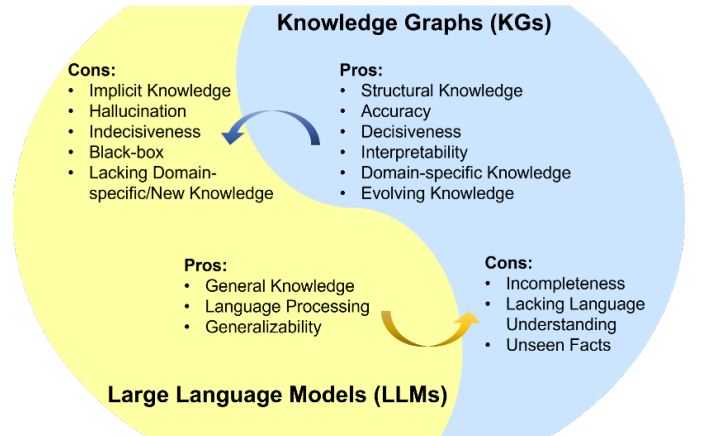 Knowledge Graphs (KGs)
Cons:
• Implicit Knowledge
• Hallucination
• Indecisiveness
• Black-box
• Lacking Domain-
specific/New Knowledge
Pros:
• Structural Knowledge
• Accuracy
• Decisiveness
• Interpretability
• Domain-specific Knowledge
• Evolving Knowledge
Pros:
• General Knowledge
• Language Processing
• Generalizability
Cons:
• Incompleteness
• Lacking Language
Understanding
• Unseen Facts
Large Language Models (LLMs)